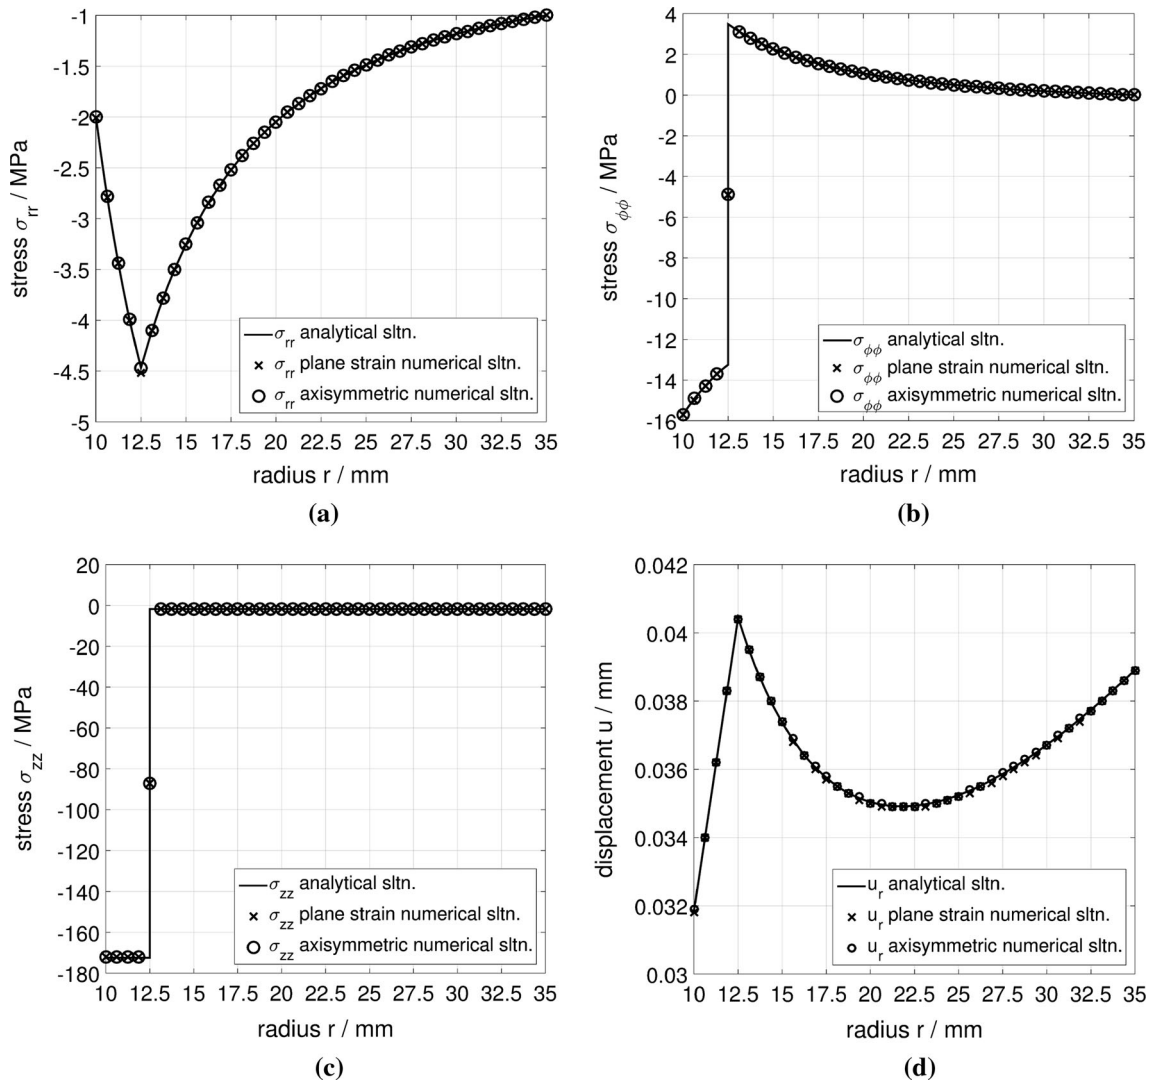 -1
-1.5
-2
-2.5
-3
-3.5
-4
-4.5
-5
stress σrr / MPa
σrr analytical sltn.
σrr plane strain numerical sltn.
σrr axisymmetric numerical sltn.
10 12.5 15 17.5 20 22.5 25 27.5 30 32.5 35
radius r / mm
(a)
4
2
0
-2
-4
-6
-8
-10
-12
-14
-16
stress σϕϕ / MPa
σϕϕ analytical sltn.
σϕϕ plane strain numerical sltn.
σϕϕ axisymmetric numerical sltn.
10 12.5 15 17.5 20 22.5 25 27.5 30 32.5 35
radius r / mm
(b)
20
0
-20
-40
-60
-80
-100
-120
-140
-160
-180
stress σzz / MPa
σzz analytical sltn.
σzz plane strain numerical sltn.
σzz axisymmetric numerical sltn.
10 12.5 15 17.5 20 22.5 25 27.5 30 32.5 35
radius r / mm
(c)
0.042
0.04
0.038
0.036
0.034
0.032
0.03
displacement u / mm
ur analytical sltn.
ur plane strain numerical sltn.
ur axisymmetric numerical sltn.
10 12.5 15 17.5 20 22.5 25 27.5 30 32.5 35
radius r / mm
(d)